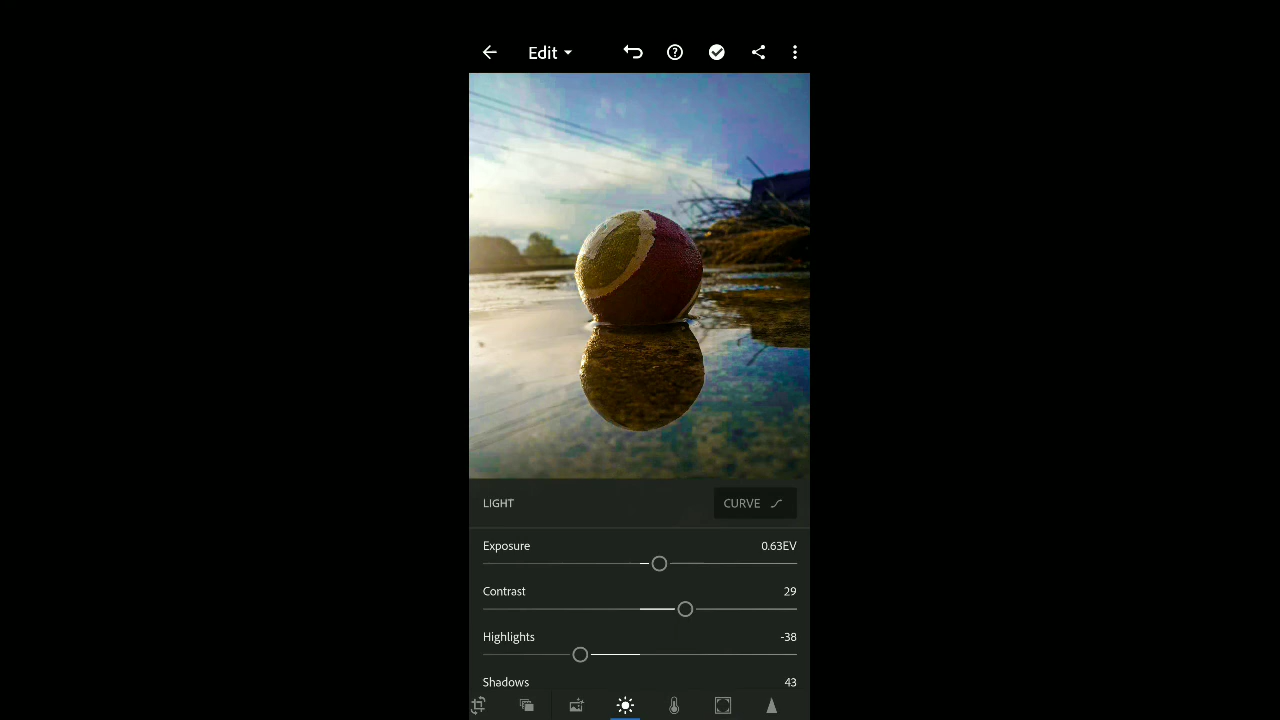 Edit
LIGHT CURVE
Exposure 0.63EV
Contrast 29
Highlights -38
Shadows 43